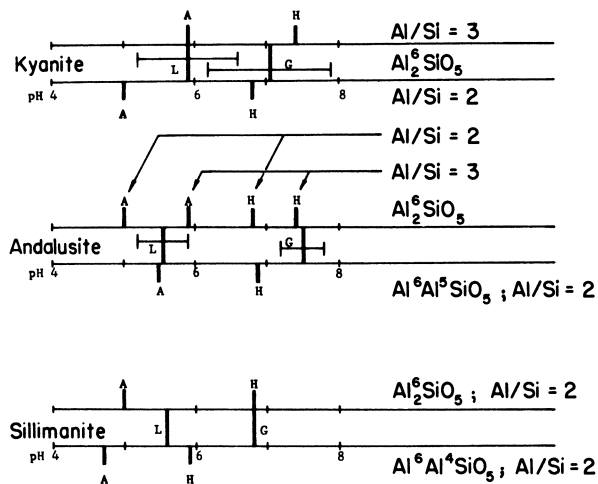 A H Al/Si = 3
Kyanite L G Al₂⁶SiO₅
pH 4 6 8 Al/Si = 2
A H
Al/Si = 2
Al/Si = 3
A A H H Al₂⁶SiO₅
Andalusite L G
pH 4 6 8
A H Al⁶Al⁵SiO₅ ; Al/Si = 2
A H Al₂⁶SiO₅ ; Al/Si = 2
Sillimanite L G
pH 4 6 8 Al⁶Al⁴SiO₅ ; Al/Si = 2
A H